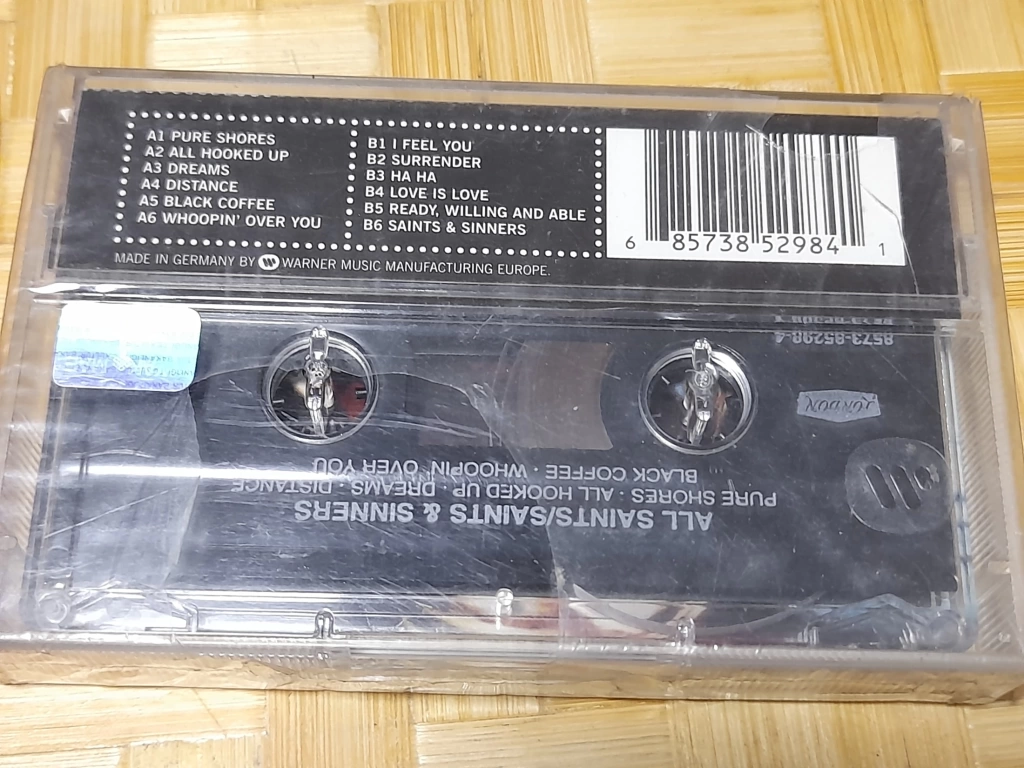 A1 PURE SHORES
A2 ALL HOOKED UP
A3 DREAMS
A4 DISTANCE
A5 BLACK COFFEE
A6 WHOOPIN' OVER YOU
B1 I FEEL YOU
B2 SURRENDER
B3 HA HA
B4 LOVE IS LOVE
B5 READY, WILLING AND ABLE
B6 SAINTS & SINNERS
MADE IN GERMANY BY WARNER MUSIC MANUFACTURING EUROPE.
6 85738 52984 1
8573-85298-4
LONDON
ALL SAINTS/SAINTS & SINNERS
PURE SHORES · ALL HOOKED UP · DREAMS · DISTANCE
BLACK COFFEE · WHOOPIN' OVER YOU